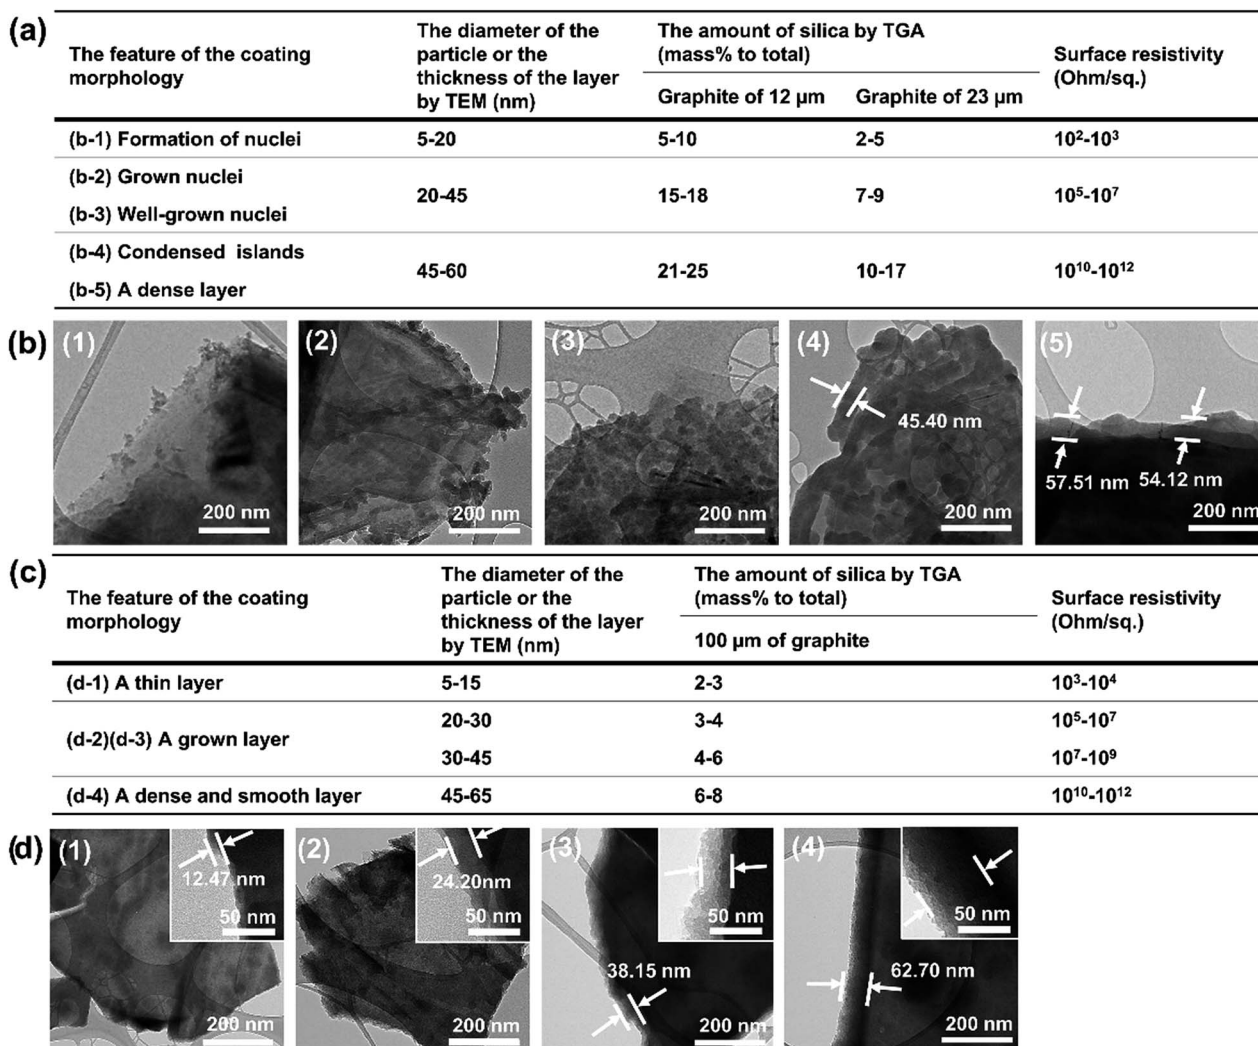 (a)
The feature of the coating
morphology
The diameter of the
particle or the
thickness of the layer
by TEM (nm)
The amount of silica by TGA
(mass% to total)
Graphite of 12 µm
Graphite of 23 µm
Surface resistivity
(Ohm/sq.)
(b-1) Formation of nuclei
5-20
5-10
2-5
10²-10³
(b-2) Grown nuclei
(b-3) Well-grown nuclei
20-45
15-18
7-9
10⁵-10⁷
(b-4) Condensed islands
(b-5) A dense layer
45-60
21-25
10-17
10¹⁰-10¹²
(b)
(1)
200 nm
(2)
200 nm
(3)
200 nm
(4)
45.40 nm
200 nm
(5)
57.51 nm
54.12 nm
200 nm
(c)
The feature of the coating
morphology
The diameter of the
particle or the
thickness of the layer
by TEM (nm)
The amount of silica by TGA
(mass% to total)
100 µm of graphite
Surface resistivity
(Ohm/sq.)
(d-1) A thin layer
5-15
2-3
10³-10⁴
(d-2)(d-3) A grown layer
20-30
3-4
10⁵-10⁷
30-45
4-6
10⁷-10⁹
(d-4) A dense and smooth layer
45-65
6-8
10¹⁰-10¹²
(d)
(1)
12.47 nm
50 nm
200 nm
(2)
24.20nm
50 nm
200 nm
(3)
50 nm
38.15 nm
200 nm
(4)
50 nm
62.70 nm
200 nm